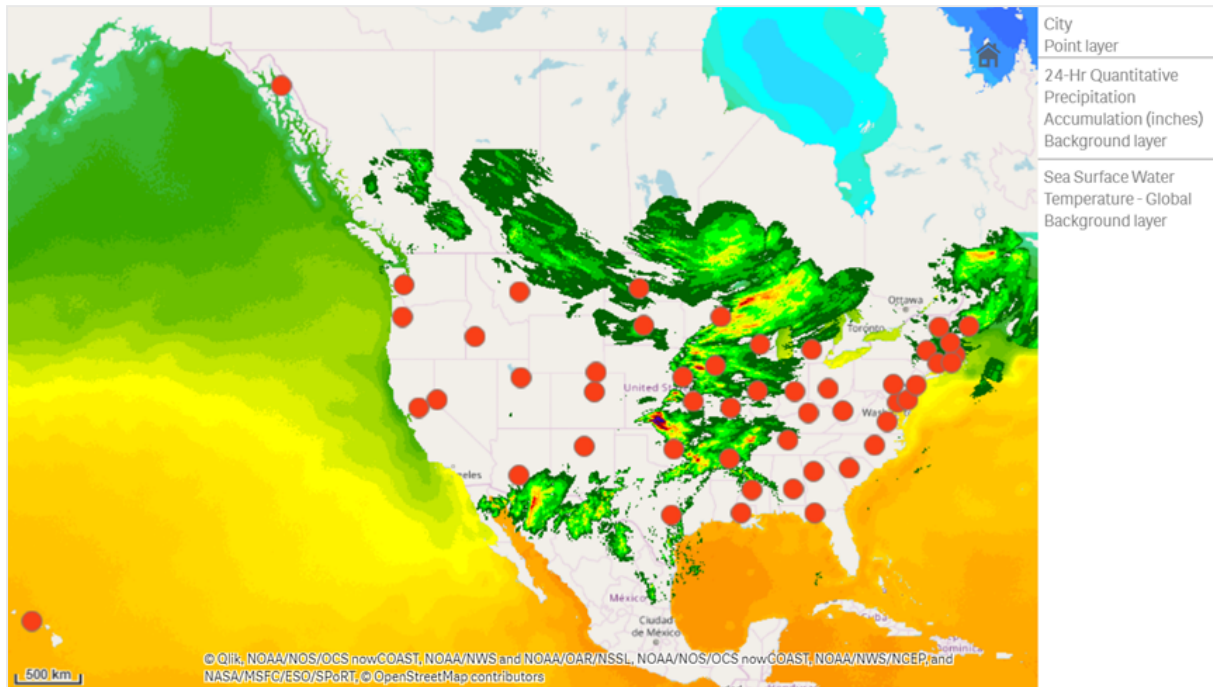 City
Point layer
24-Hr Quantitative
Precipitation
Accumulation (inches)
Background layer
Sea Surface Water
Temperature - Global
Background layer
Ottawa
Toronto
United States
Wash
eles
México
Ciudad
de México
Cuba
© Qlik, NOAA/NOS/OCS nowCOAST, NOAA/NWS and NOAA/OAR/NSSL, NOAA/NOS/OCS nowCOAST, NOAA/NWS/NCEP, and
NASA/MSFC/ESO/SPoRT, © OpenStreetMap contributors
500 km